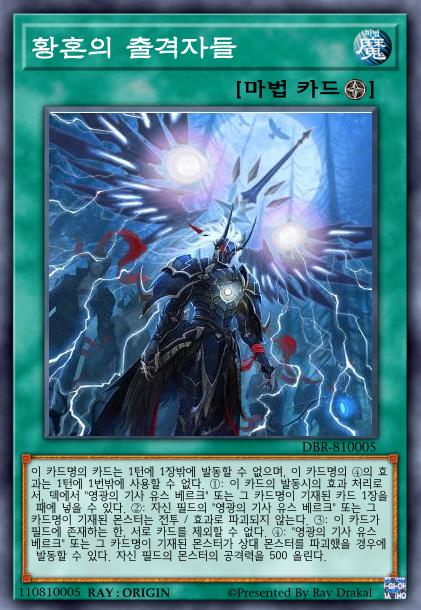 황혼의 출격자들
마법
魔
[마법 카드]
DBR-810005
이 카드명의 카드는 1턴에 1장밖에 발동할 수 없으며, 이 카드명의 ④의 효
과는 1턴에 1번밖에 사용할 수 없다. ①: 이 카드의 발동시의 효과 처리로
서, 덱에서 "영광의 기사 유스 베르크" 또는 그 카드명이 기재된 카드 1장을
패에 넣을 수 있다. ②: 자신 필드의 "영광의 기사 유스 베르크" 또는 그
카드명이 기재된 몬스터는 전투 / 효과로 파괴되지 않는다. ③: 이 카드가
필드에 존재하는 한, 서로 카드를 제외할 수 없다. ④: "영광의 기사 유스
베르크" 또는 그 카드명이 기재된 몬스터가 상대 몬스터를 파괴했을 경우에
발동할 수 있다. 자신 필드의 몬스터의 공격력을 500 올린다.
110810005 RAY : ORIGIN ©Presented By Ray Drakal